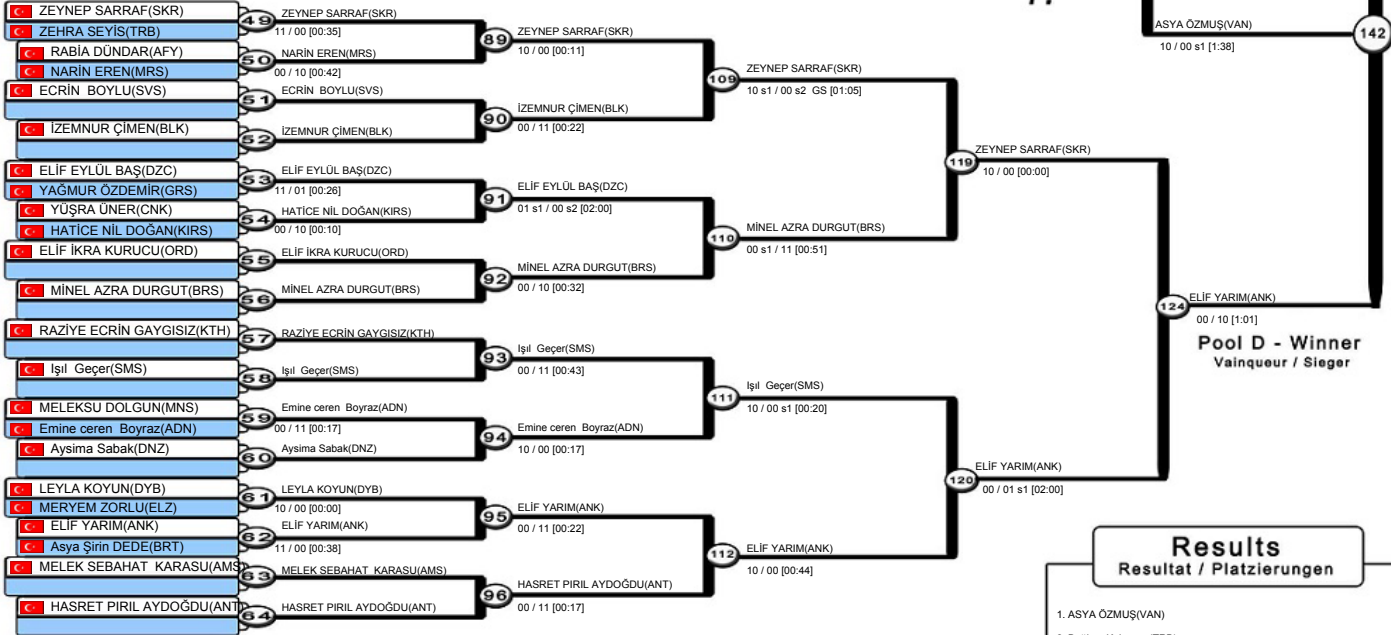 ZEYNEP SARRAF(SKR)
ZEHRA SEYİS(TRB)
RABİA DÜNDAR(AFY)
NARİN EREN(MRS)
ECRİN  BOYLU(SVS)
İZEMNUR ÇİMEN(BLK)
ELİF EYLÜL BAŞ(DZC)
YAĞMUR ÖZDEMİR(GRS)
YÜŞRA ÜNER(CNK)
HATİCE NİL DOĞAN(KIRS)
ELİF İKRA KURUCU(ORD)
MİNEL AZRA DURGUT(BRS)
RAZİYE ECRİN GAYGISIZ(KTH)
Işıl  Geçer(SMS)
MELEKSU DOLGUN(MNS)
Emine ceren  Boyraz(ADN)
Aysima Sabak(DNZ)
LEYLA KOYUN(DYB)
MERYEM ZORLU(ELZ)
ELİF YARIM(ANK)
Asya Şirin DEDE(BRT)
MELEK SEBAHAT  KARASU(AMS)
HASRET PIRIL AYDOĞDU(ANT)
49
ZEYNEP SARRAF(SKR)
11 / 00 [00:35]
50
NARİN EREN(MRS)
00 / 10 [00:42]
51
ECRİN  BOYLU(SVS)
52
İZEMNUR ÇİMEN(BLK)
53
ELİF EYLÜL BAŞ(DZC)
11 / 01 [00:26]
54
HATİCE NİL DOĞAN(KIRS)
00 / 10 [00:10]
55
ELİF İKRA KURUCU(ORD)
56
MİNEL AZRA DURGUT(BRS)
57
RAZİYE ECRİN GAYGISIZ(KTH)
58
Işıl  Geçer(SMS)
59
Emine ceren  Boyraz(ADN)
00 / 11 [00:17]
60
Aysima Sabak(DNZ)
61
LEYLA KOYUN(DYB)
10 / 00 [00:00]
62
ELİF YARIM(ANK)
11 / 00 [00:38]
63
MELEK SEBAHAT  KARASU(AMS)
64
HASRET PIRIL AYDOĞDU(ANT)
89
ZEYNEP SARRAF(SKR)
10 / 00 [00:11]
90
İZEMNUR ÇİMEN(BLK)
00 / 11 [00:22]
91
ELİF EYLÜL BAŞ(DZC)
01 s1 / 00 s2 [02:00]
92
MİNEL AZRA DURGUT(BRS)
00 / 10 [00:32]
93
Işıl  Geçer(SMS)
00 / 11 [00:43]
94
Emine ceren  Boyraz(ADN)
10 / 00 [00:17]
95
ELİF YARIM(ANK)
00 / 11 [00:22]
96
HASRET PIRIL AYDOĞDU(ANT)
00 / 11 [00:17]
109
ZEYNEP SARRAF(SKR)
10 s1 / 00 s2  GS [01:05]
110
MİNEL AZRA DURGUT(BRS)
00 s1 / 11 [00:51]
111
Işıl  Geçer(SMS)
10 / 00 s1 [00:20]
112
ELİF YARIM(ANK)
10 / 00 [00:44]
119
ZEYNEP SARRAF(SKR)
10 / 00 [00:00]
120
ELİF YARIM(ANK)
00 / 01 s1 [02:00]
124
ELİF YARIM(ANK)
00 / 10 [1:01]
Pool D - Winner
Vainqueur / Sieger
ASYA ÖZMUŞ(VAN)
10 / 00 s1 [1:38]
142
Results
Resultat / Platzierungen
1. ASYA ÖZMUŞ(VAN)